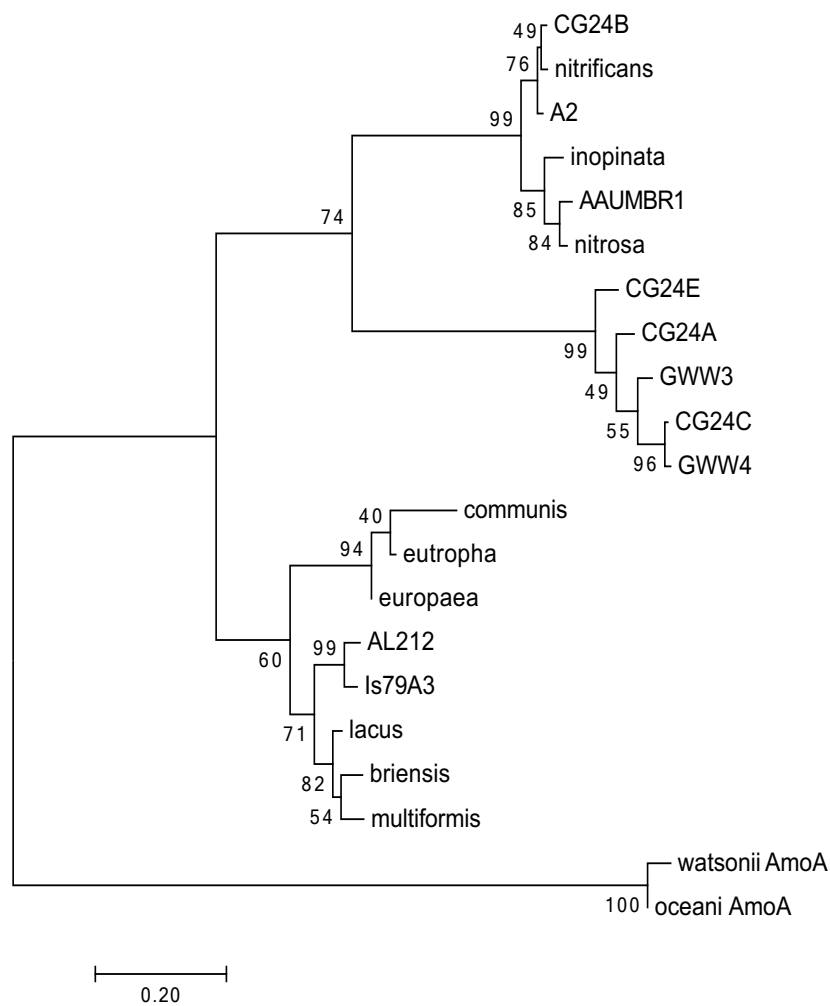 CG24B
49
nitrificans
76
A2
99
inopinata
AAUMBR1
85
74
84
nitrosa
CG24E
CG24A
99
GWW3
49
CG24C
55
96
GWW4
communis
40
eutropha
94
europaea
AL212
99
60
Is79A3
lacus
71
briensis
82
54
multiformis
watsonii AmoA
100
oceani AmoA
0.20